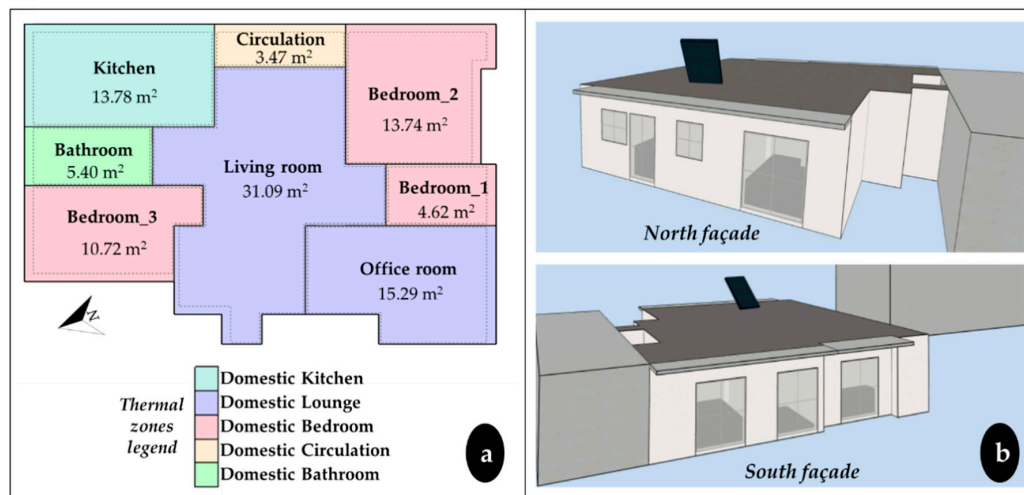 Kitchen
13.78 m²
Circulation
3.47 m²
Bedroom_2
13.74 m²
Bathroom
5.40 m²
Living room
31.09 m²
Bedroom_1
4.62 m²
Bedroom_3
10.72 m²
Office room
15.29 m²
N
Thermal
zones
legend
Domestic Kitchen
Domestic Lounge
Domestic Bedroom
Domestic Circulation
Domestic Bathroom
a
North façade
South façade
b